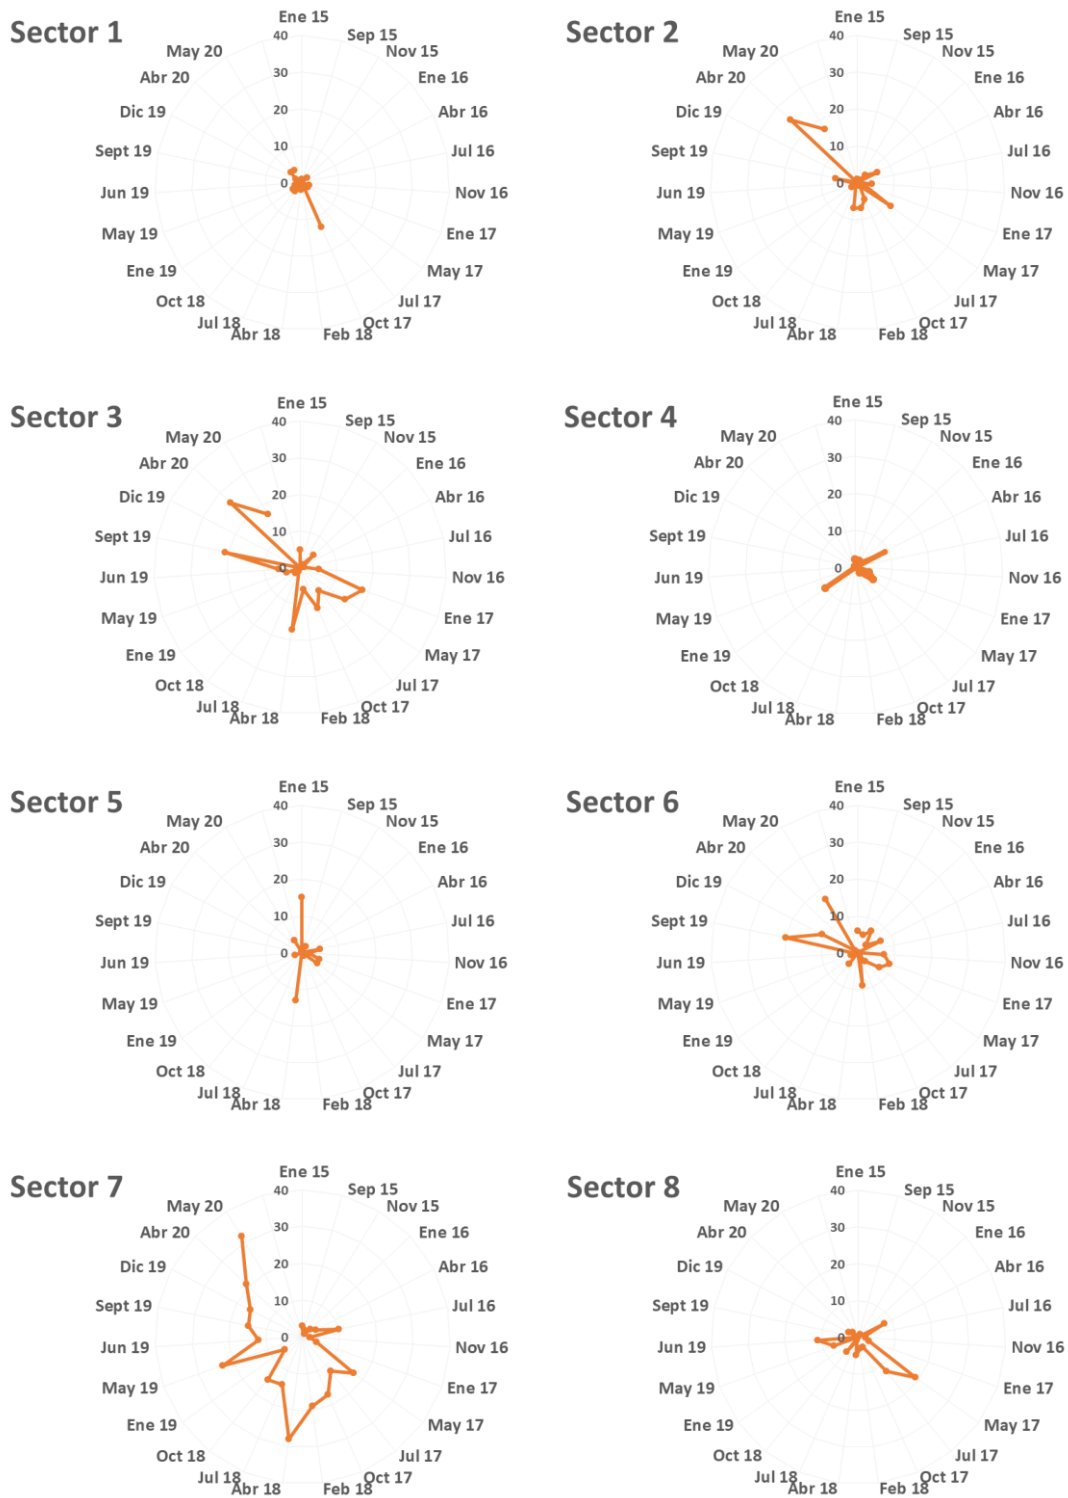 Sector 1
Ene 15
40
Sep 15
Nov 15
Ene 16
Abr 16
Jul 16
Nov 16
Ene 17
May 17
Jul 17
Oct 17
Feb 18
Abr 18
Jul 18
Oct 18
Ene 19
May 19
Jun 19
Sept 19
Dic 19
Abr 20
May 20
30
20
10
0
Sector 2
Ene 15
40
Sep 15
Nov 15
Ene 16
Abr 16
Jul 16
Nov 16
Ene 17
May 17
Jul 17
Oct 17
Feb 18
Abr 18
Jul 18
Oct 18
Ene 19
May 19
Jun 19
Sept 19
Dic 19
Abr 20
May 20
30
20
10
0
Sector 3
Ene 15
40
Sep 15
Nov 15
Ene 16
Abr 16
Jul 16
Nov 16
Ene 17
May 17
Jul 17
Oct 17
Feb 18
Abr 18
Jul 18
Oct 18
Ene 19
May 19
Jun 19
Sept 19
Dic 19
Abr 20
May 20
30
20
10
0
Sector 4
Ene 15
40
Sep 15
Nov 15
Ene 16
Abr 16
Jul 16
Nov 16
Ene 17
May 17
Jul 17
Oct 17
Feb 18
Abr 18
Jul 18
Oct 18
Ene 19
May 19
Jun 19
Sept 19
Dic 19
Abr 20
May 20
30
20
10
0
Sector 5
Ene 15
40
Sep 15
Nov 15
Ene 16
Abr 16
Jul 16
Nov 16
Ene 17
May 17
Jul 17
Oct 17
Feb 18
Abr 18
Jul 18
Oct 18
Ene 19
May 19
Jun 19
Sept 19
Dic 19
Abr 20
May 20
30
20
10
0
Sector 6
Ene 15
40
Sep 15
Nov 15
Ene 16
Abr 16
Jul 16
Nov 16
Ene 17
May 17
Jul 17
Oct 17
Feb 18
Abr 18
Jul 18
Oct 18
Ene 19
May 19
Jun 19
Sept 19
Dic 19
Abr 20
May 20
30
20
10
0
Sector 7
Ene 15
40
Sep 15
Nov 15
Ene 16
Abr 16
Jul 16
Nov 16
Ene 17
May 17
Jul 17
Oct 17
Feb 18
Abr 18
Jul 18
Oct 18
Ene 19
May 19
Jun 19
Sept 19
Dic 19
Abr 20
May 20
30
20
10
0
Sector 8
Ene 15
40
Sep 15
Nov 15
Ene 16
Abr 16
Jul 16
Nov 16
Ene 17
May 17
Jul 17
Oct 17
Feb 18
Abr 18
Jul 18
Oct 18
Ene 19
May 19
Jun 19
Sept 19
Dic 19
Abr 20
May 20
30
20
10
0